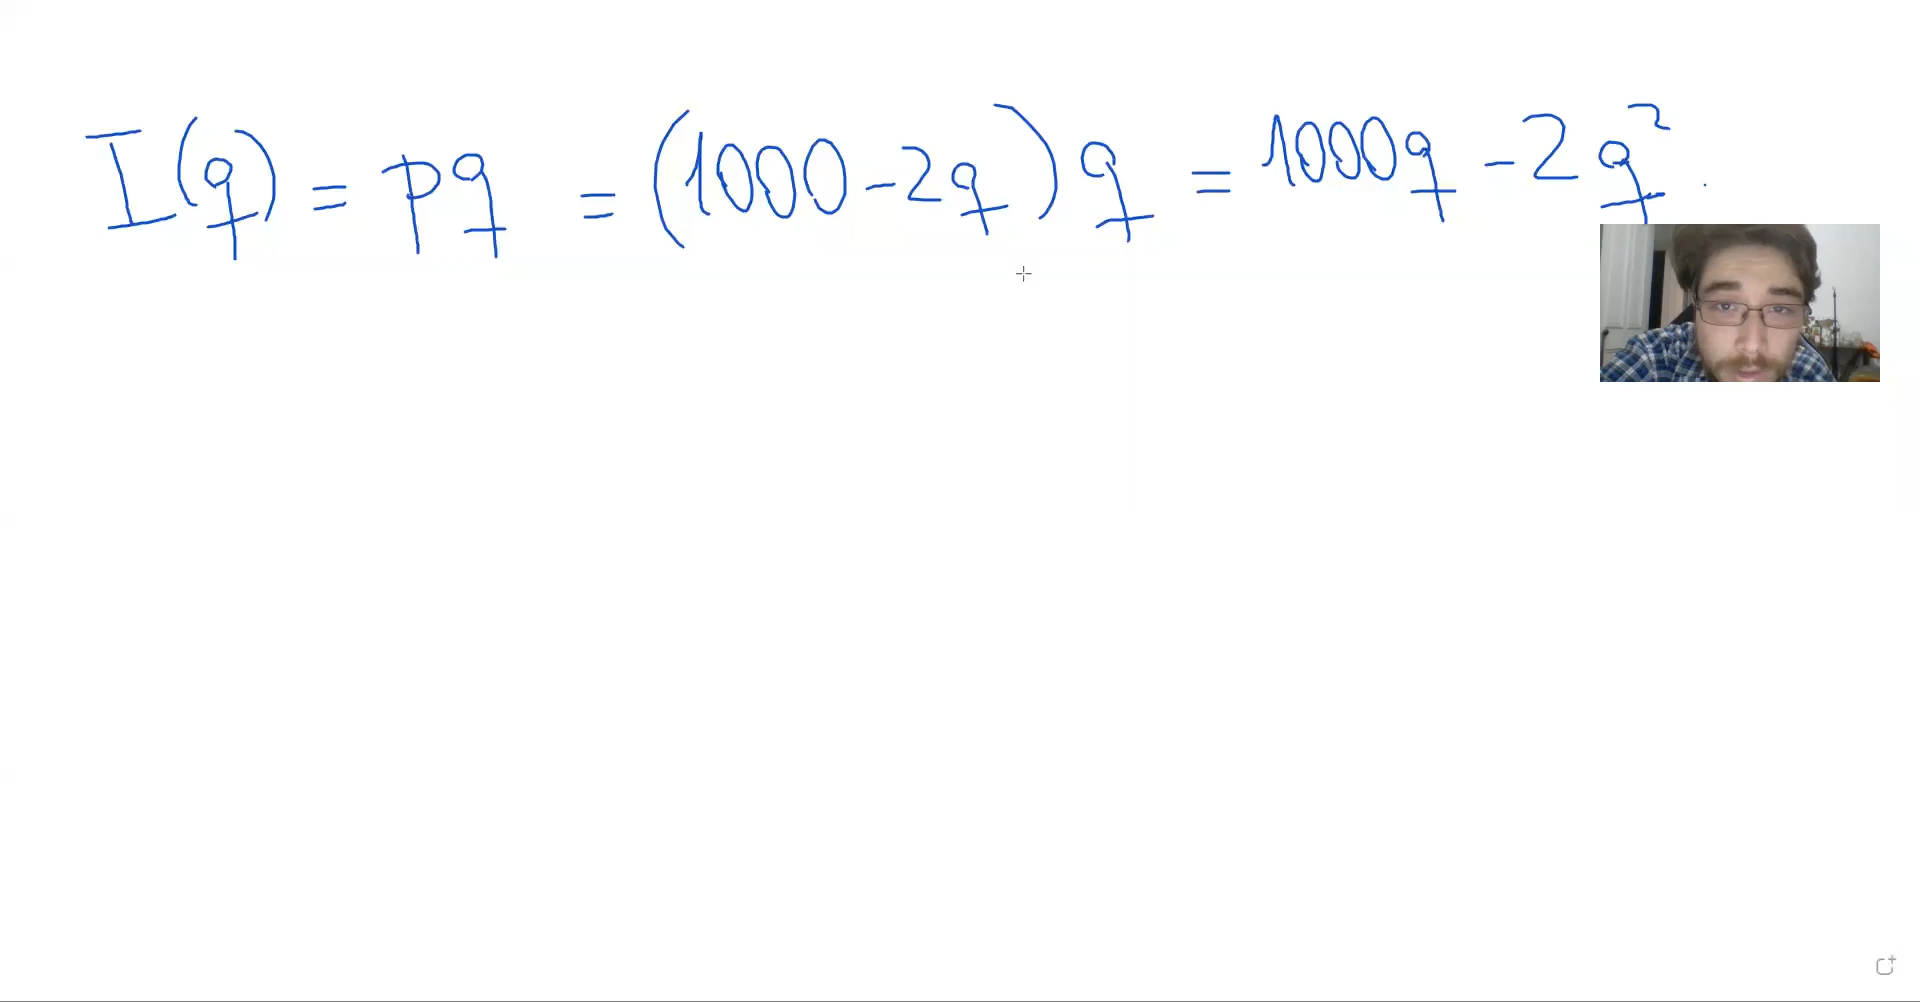 I(q) = pq = (1000 - 2q) q = 1000q - 2q².